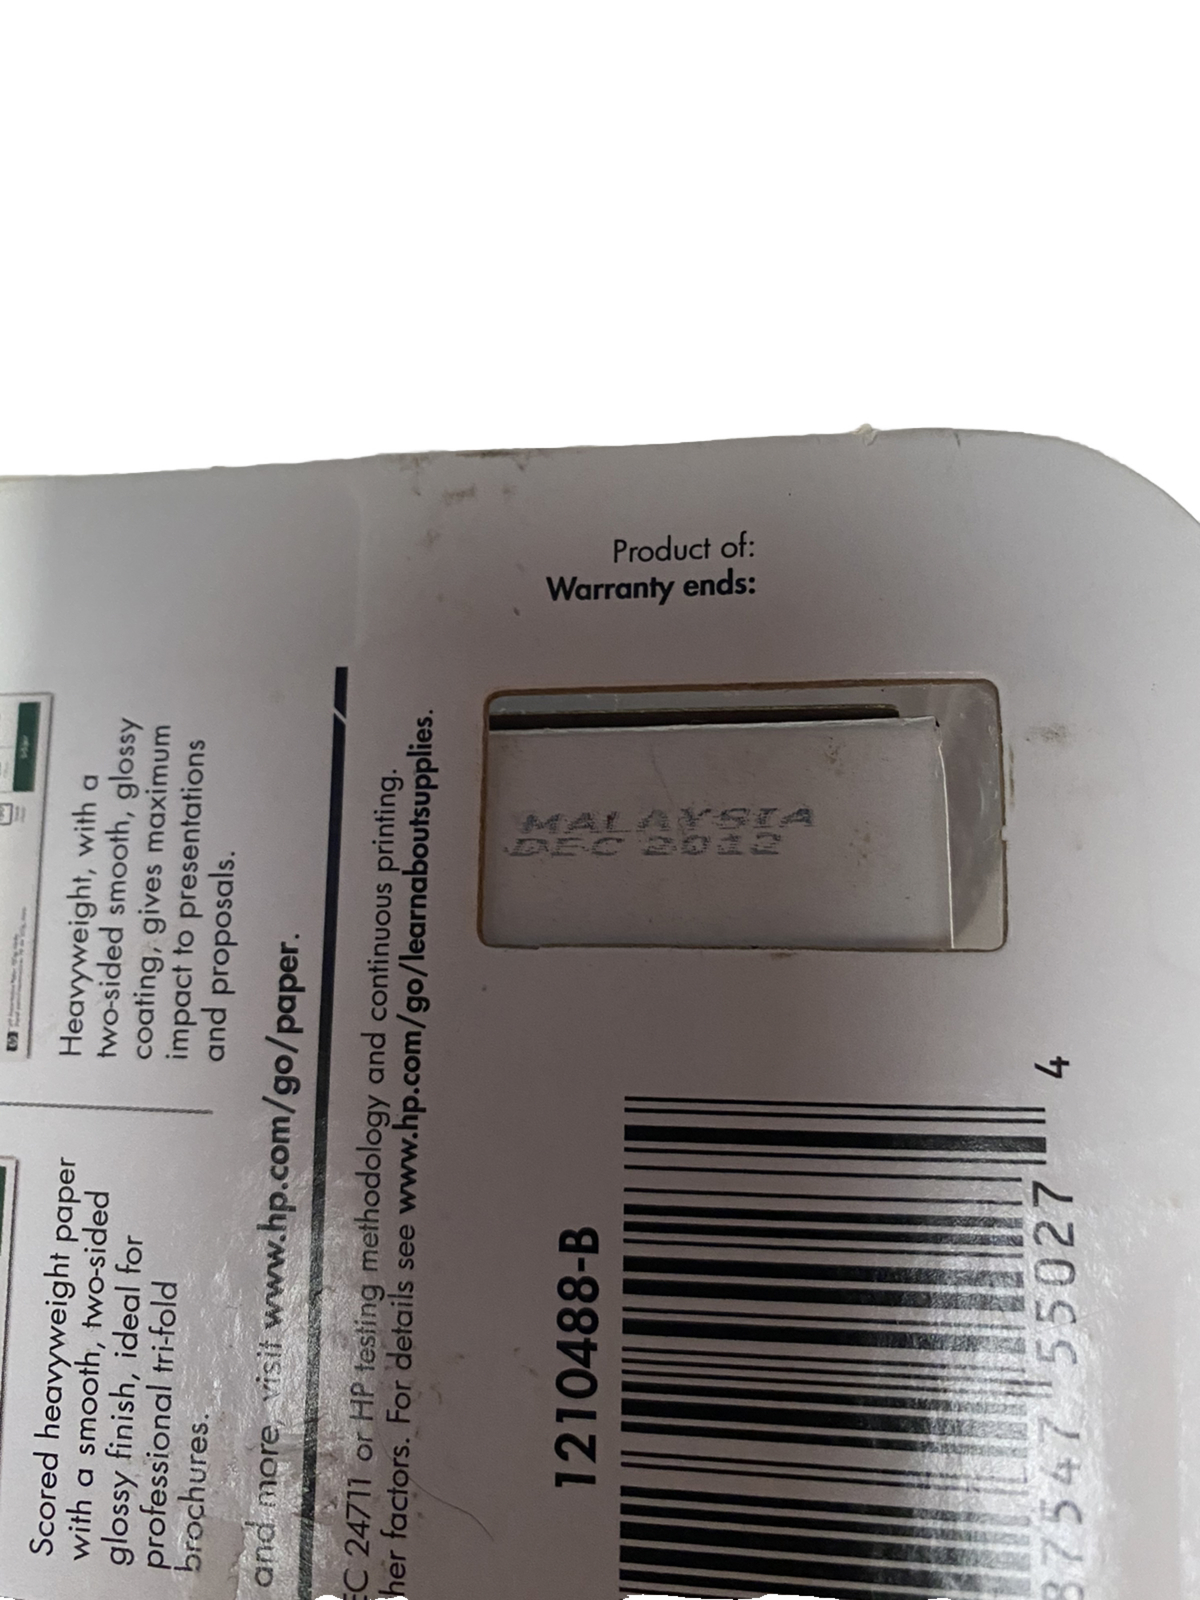 Product of:
Warranty ends:
MALAYSIA
DEC 2012
Heavyweight, with a
two-sided smooth, glossy
coating, gives maximum
impact to presentations
and proposals.
Scored heavyweight paper
with a smooth, two-sided
glossy finish, ideal for
professional tri-fold
brochures.
and more, visit www.hp.com/go/paper.
EC 24711 or HP testing methodology and continuous printing.
her factors. For details see www.hp.com/go/learnaboutsupplies.
1210488-B
87547 55027 4